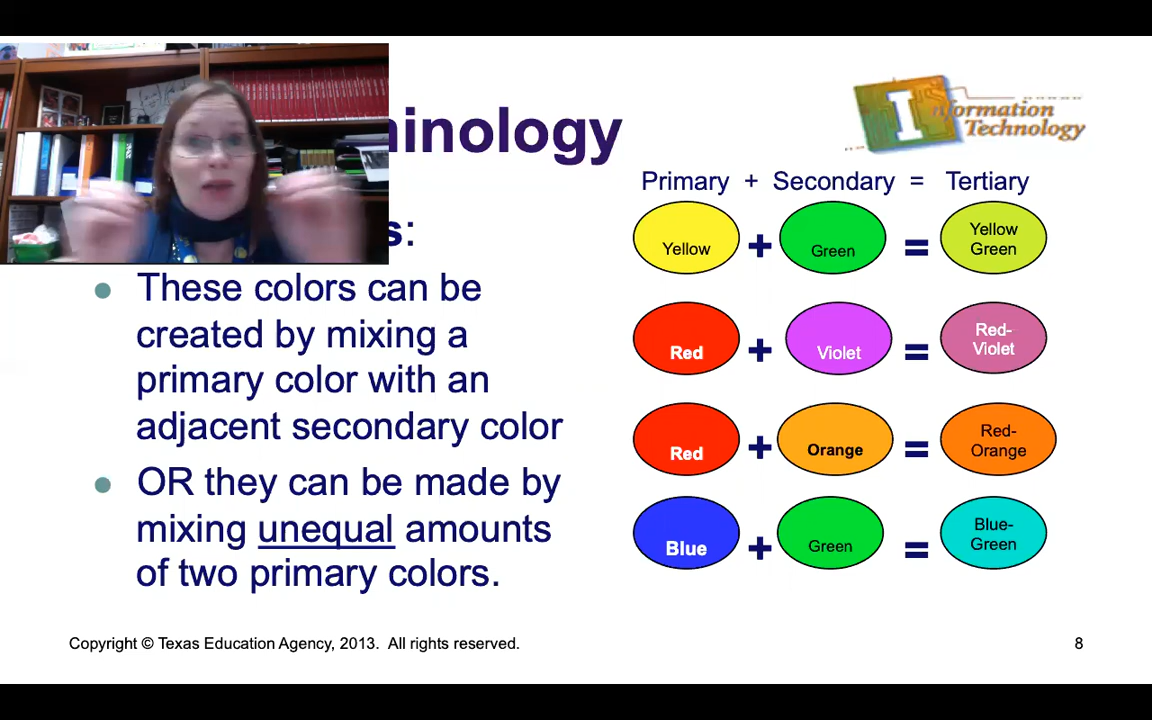 minology
Information
Technology
s:
These colors can be
created by mixing a
primary color with an
adjacent secondary color
OR they can be made by
mixing unequal amounts
of two primary colors.
Primary + Secondary = Tertiary
Yellow + Green = Yellow
Green
Red + Violet = Red-
Violet
Red + Orange = Red-
Orange
Blue + Green = Blue-
Green
Copyright © Texas Education Agency, 2013. All rights reserved.
8